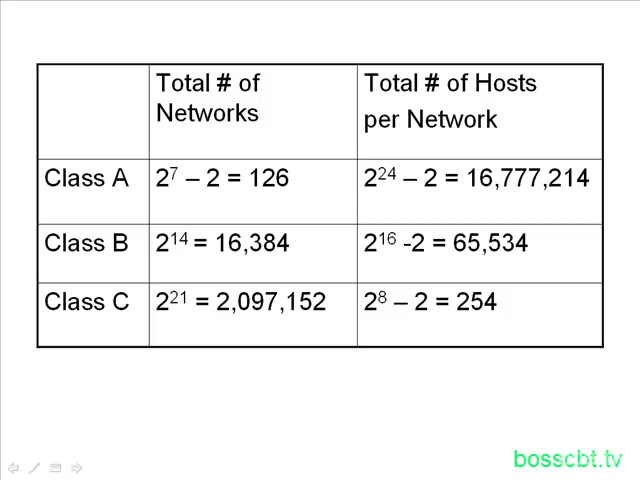 Total # of Networks
Total # of Hosts per Network
Class A
2⁷ – 2 = 126
2²⁴ – 2 = 16,777,214
Class B
2¹⁴ = 16,384
2¹⁶ -2 = 65,534
Class C
2²¹ = 2,097,152
2⁸ – 2 = 254
bosscbt.tv